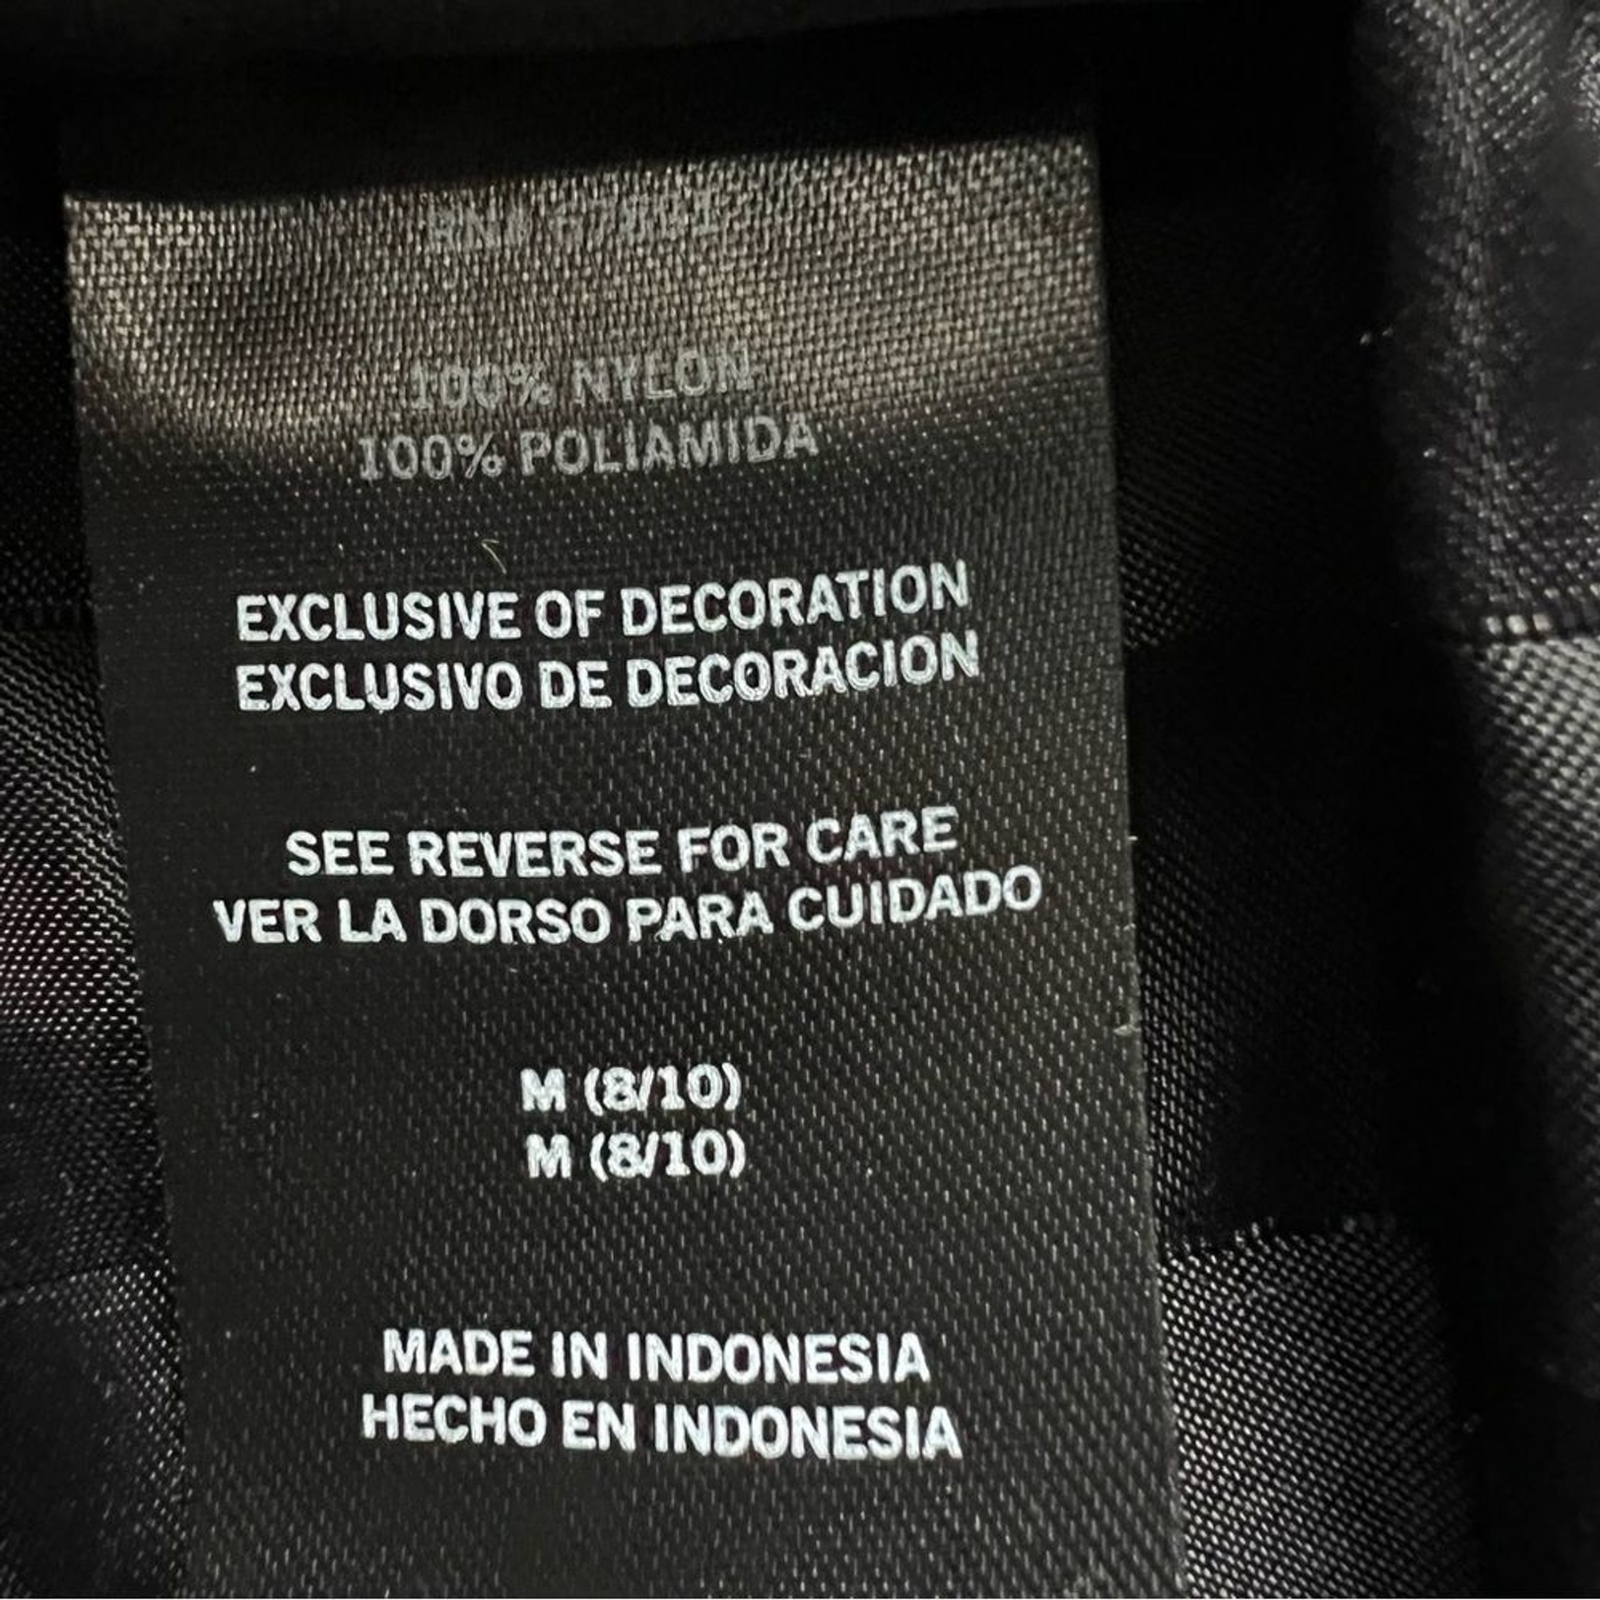 100% NYLON
100% POLIAMIDA
EXCLUSIVE OF DECORATION
EXCLUSIVO DE DECORACION
SEE REVERSE FOR CARE
VER LA DORSO PARA CUIDADO
M (8/10)
M (8/10)
MADE IN INDONESIA
HECHO EN INDONESIA